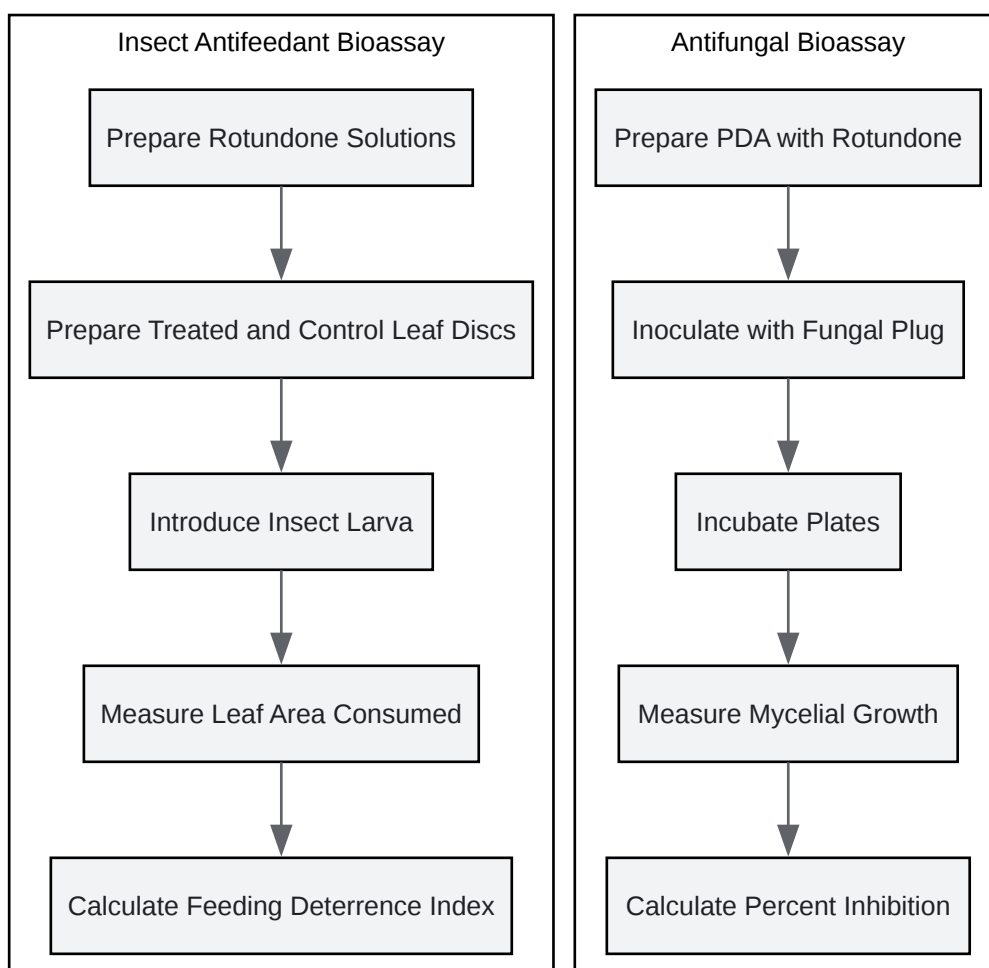 Insect Antifeedant Bioassay
Prepare Rotundone Solutions
Prepare Treated and Control Leaf Discs
Introduce Insect Larva
Measure Leaf Area Consumed
Calculate Feeding Deterrence Index
Antifungal Bioassay
Prepare PDA with Rotundone
Inoculate with Fungal Plug
Incubate Plates
Measure Mycelial Growth
Calculate Percent Inhibition